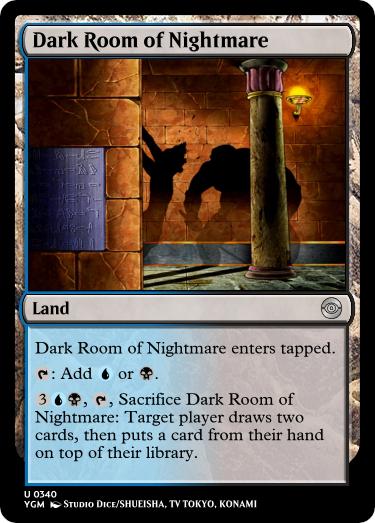 Dark Room of Nightmare
Land
Dark Room of Nightmare enters tapped.
: Add or .
3 , , Sacrifice Dark Room of
Nightmare: Target player draws two
cards, then puts a card from their hand
on top of their library.
U 0340
YGM Studio Dice/SHUEISHA, TV TOKYO, KONAMI